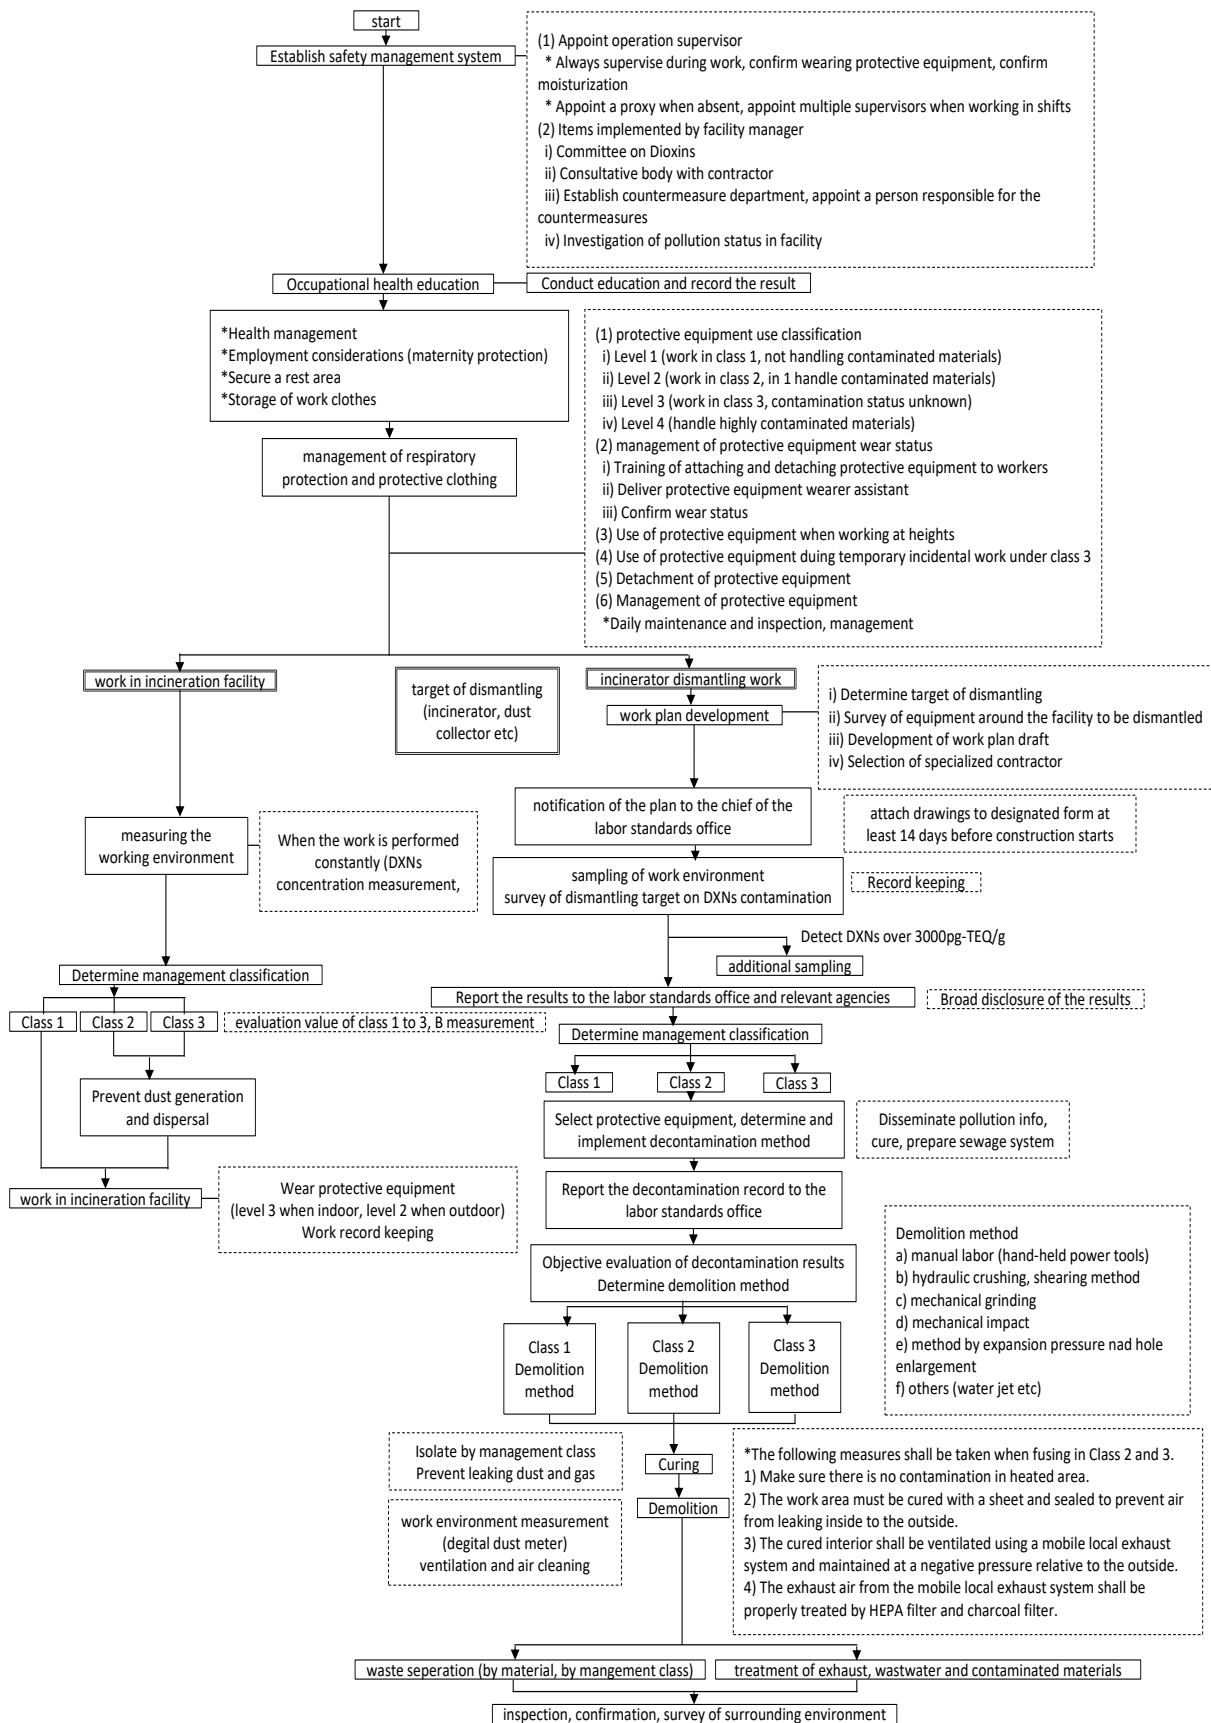 start
Establish safety management system
(1) Appoint operation supervisor
* Always supervise during work, confirm wearing protective equipment, confirm
moisturization
* Appoint a proxy when absent, appoint multiple supervisors when working in shifts
(2) Items implemented by facility manager
i) Committee on Dioxins
ii) Consultative body with contractor
iii) Establish countermeasure department, appoint a person responsible for the
countermeasures
iv) Investigation of pollution status in facility
Occupational health education
Conduct education and record the result
*Health management
*Employment considerations (maternity protection)
*Secure a rest area
*Storage of work clothes
management of respiratory
protection and protective clothing
(1) protective equipment use classification
i) Level 1 (work in class 1, not handling contaminated materials)
ii) Level 2 (work in class 2, in 1 handle contaminated materials)
iii) Level 3 (work in class 3, contamination status unknown)
iv) Level 4 (handle highly contaminated materials)
(2) management of protective equipment wear status
i) Training of attaching and detaching protective equipment to workers
ii) Deliver protective equipment wearer assistant
iii) Confirm wear status
(3) Use of protective equipment when working at heights
(4) Use of protective equipment duing temporary incidental work under class 3
(5) Detachment of protective equipment
(6) Management of protective equipment
*Daily maintenance and inspection, management
work in incineration facility
target of dismantling
(incinerator, dust
collector etc)
incinerator dismantling work
work plan development
i) Determine target of dismantling
ii) Survey of equipment around the facility to be dismantled
iii) Development of work plan draft
iv) Selection of specialized contractor
notification of the plan to the chief of the
labor standards office
attach drawings to designated form at
least 14 days before construction starts
measuring the
working environment
When the work is performed
constantly (DXNs
concentration measurement,
sampling of work environment
survey of dismantling target on DXNs contamination
Record keeping
Detect DXNs over 3000pg-TEQ/g
additional sampling
Determine management classification
Class 1
Class 2
Class 3
evaluation value of class 1 to 3, B measurement
Report the results to the labor standards office and relevant agencies
Broad disclosure of the results
Determine management classification
Class 1
Class 2
Class 3
Prevent dust generation
and dispersal
Select protective equipment, determine and
implement decontamination method
Disseminate pollution info,
cure, prepare sewage system
work in incineration facility
Wear protective equipment
(level 3 when indoor, level 2 when outdoor)
Work record keeping
Report the decontamination record to the
labor standards office
Objective evaluation of decontamination results
Determine demolition method
Demolition method
a) manual labor (hand-held power tools)
b) hydraulic crushing, shearing method
c) mechanical grinding
d) mechanical impact
e) method by expansion pressure nad hole
enlargement
f) others (water jet etc)
Class 1
Demolition
method
Class 2
Demolition
method
Class 3
Demolition
method
Isolate by management class
Prevent leaking dust and gas
Curing
Demolition
work environment measurement
(degital dust meter)
ventilation and air cleaning
*The following measures shall be taken when fusing in Class 2 and 3.
1) Make sure there is no contamination in heated area.
2) The work area must be cured with a sheet and sealed to prevent air
from leaking inside to the outside.
3) The cured interior shall be ventilated using a mobile local exhaust
system and maintained at a negative pressure relative to the outside.
4) The exhaust air from the mobile local exhaust system shall be
properly treated by HEPA filter and charcoal filter.
waste seperation (by material, by mangement class)
treatment of exhaust, wastwater and contaminated materials
inspection, confirmation, survey of surrounding environment